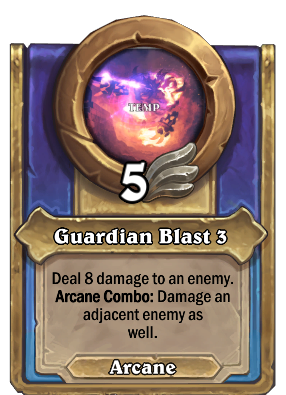 TEMP
5
Guardian Blast 3
Deal 8 damage to an enemy.
Arcane Combo: Damage an
adjacent enemy as
well.
Arcane